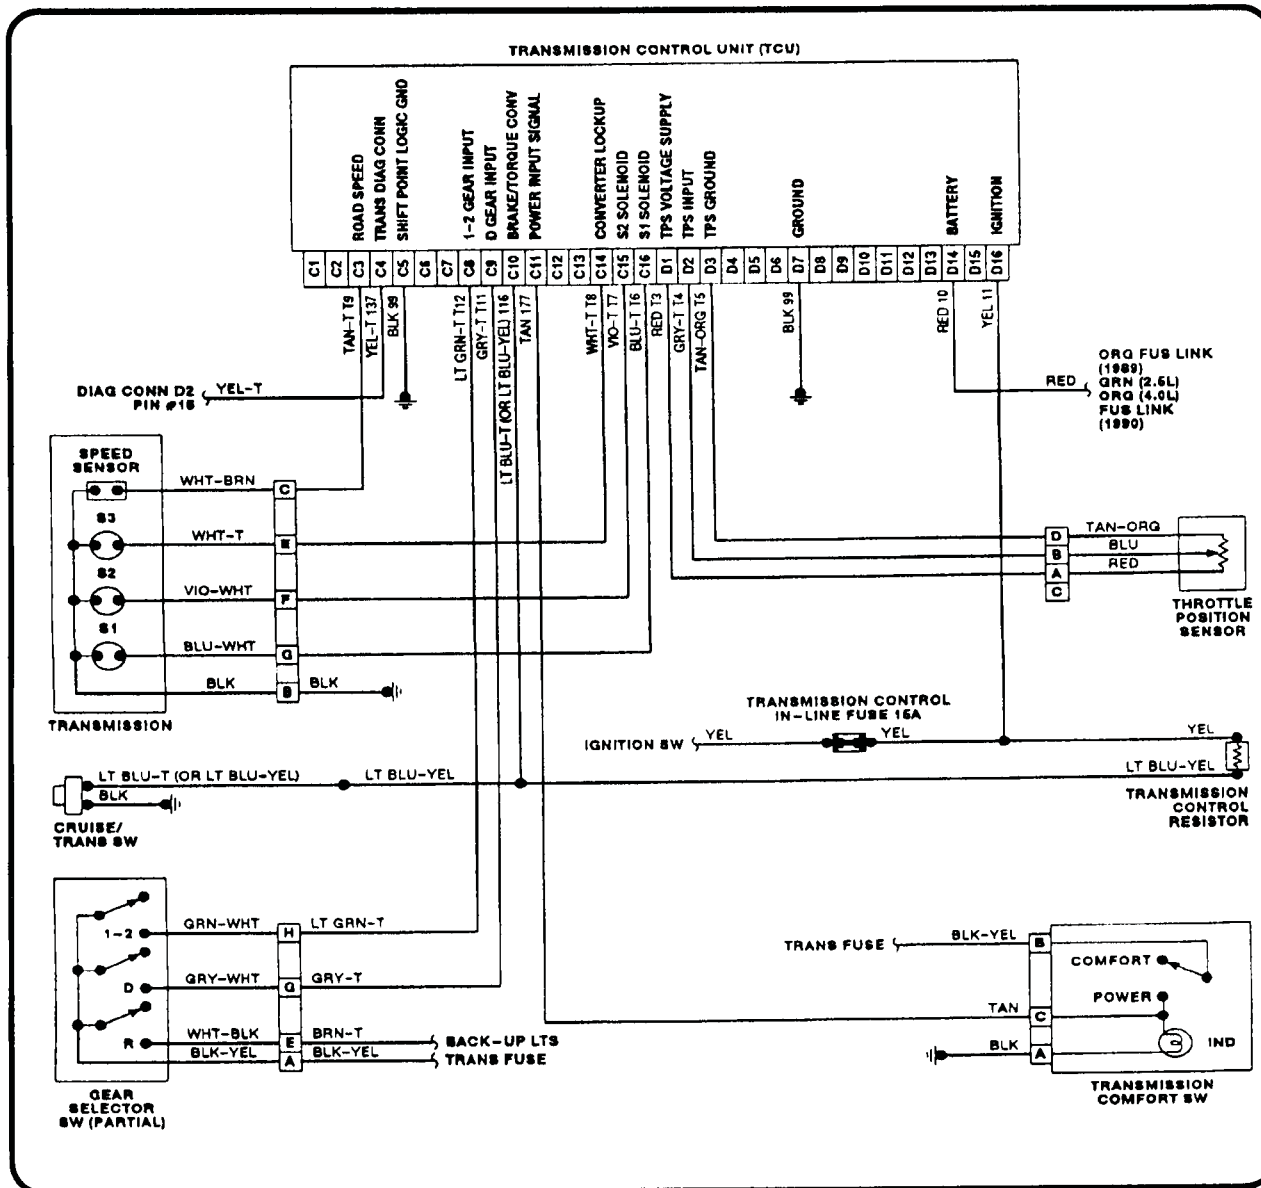 TRANSMISSION CONTROL UNIT (TCU)
ROAD SPEED
TRANS DIAG CONN
SHIFT POINT LOGIC GND
1-2 GEAR INPUT
D GEAR INPUT
BRAKE/TORQUE CONV
POWER INPUT SIGNAL
CONVERTER LOCKUP
S2 SOLENOID
S1 SOLENOID
TPS VOLTAGE SUPPLY
TPS INPUT
TPS GROUND
GROUND
BATTERY
IGNITION
C1 C2 C3 C4 C5 C6 C7 C8 C9 C10 C11 C12 C13 C14 C15 C16 D1 D2 D3 D4 D5 D6 D7 D8 D9 D10 D11 D12 D13 D14 D15 D16
TAN-T T9
YEL-T 137
BLK 99
LT GRN-T T12
GRY-T T11
LT BLU-T (OR LT BLU-YEL) 116
TAN 177
WHT-T T8
VIO-T T7
BLU-T T6
RED T3
GRY-T T4
TAN-ORG T5
BLK 99
RED 10
YEL 11
DIAG CONN D2
PIN #15
YEL-T
RED
ORG FUS LINK
(1989)
GRN (2.5L)
ORG (4.0L)
FUS LINK
(1990)
SPEED
SENSOR
WHT-BRN
C
S3
WHT-T
E
S2
VIO-WHT
F
S1
BLU-WHT
G
BLK
B
BLK
TRANSMISSION
D
TAN-ORG
B
BLU
A
RED
C
THROTTLE
POSITION
SENSOR
TRANSMISSION CONTROL
IN-LINE FUSE 15A
IGNITION SW
YEL
YEL
YEL
LT BLU-T (OR LT BLU-YEL)
LT BLU-YEL
LT BLU-YEL
BLK
CRUISE/
TRANS SW
TRANSMISSION
CONTROL
RESISTOR
1-2
GRN-WHT
H
LT GRN-T
D
GRY-WHT
G
GRY-T
R
WHT-BLK
E
BRN-T
BACK-UP LTS
BLK-YEL
A
BLK-YEL
TRANS FUSE
GEAR
SELECTOR
SW (PARTIAL)
TRANS FUSE
BLK-YEL
B
COMFORT
POWER
TAN
C
BLK
A
IND
TRANSMISSION
COMFORT SW